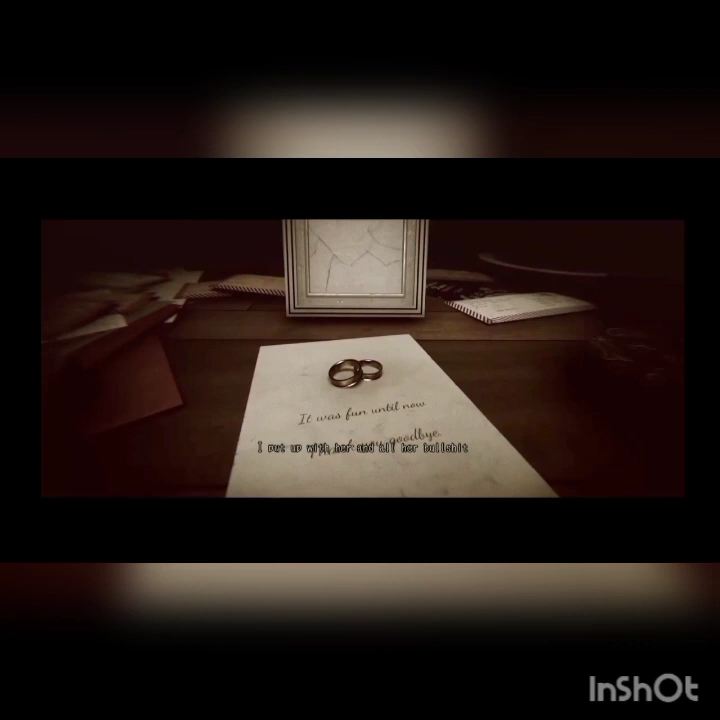 It was fun until now
goodbye.
I put up with her and all her bullshit
InShOt